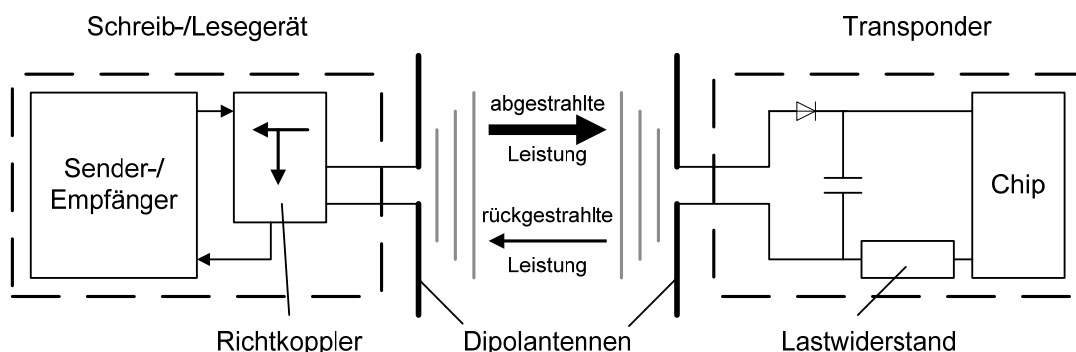 Schreib-/Lesegerät
Transponder
Sender-/
Empfänger
abgestrahlte
Leistung
rückgestrahlte
Leistung
Chip
Richtkoppler
Dipolantennen
Lastwiderstand